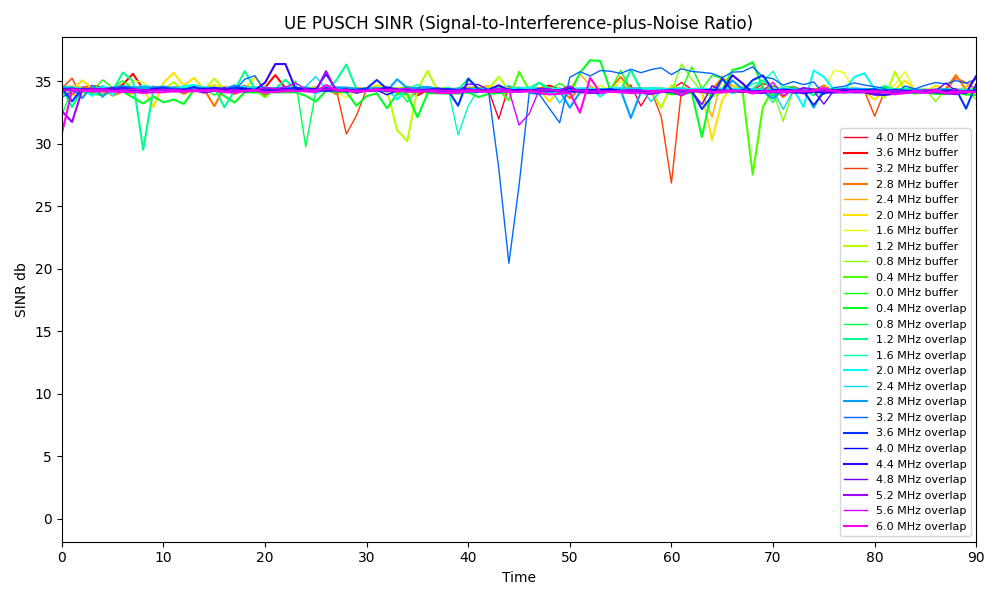 UE PUSCH SINR (Signal-to-Interference-plus-Noise Ratio)
SINR db
35
30
25
20
15
10
5
0
0 10 20 30 40 50 60 70 80 90
Time
4.0 MHz buffer
3.6 MHz buffer
3.2 MHz buffer
2.8 MHz buffer
2.4 MHz buffer
2.0 MHz buffer
1.6 MHz buffer
1.2 MHz buffer
0.8 MHz buffer
0.4 MHz buffer
0.0 MHz buffer
0.4 MHz overlap
0.8 MHz overlap
1.2 MHz overlap
1.6 MHz overlap
2.0 MHz overlap
2.4 MHz overlap
2.8 MHz overlap
3.2 MHz overlap
3.6 MHz overlap
4.0 MHz overlap
4.4 MHz overlap
4.8 MHz overlap
5.2 MHz overlap
5.6 MHz overlap
6.0 MHz overlap